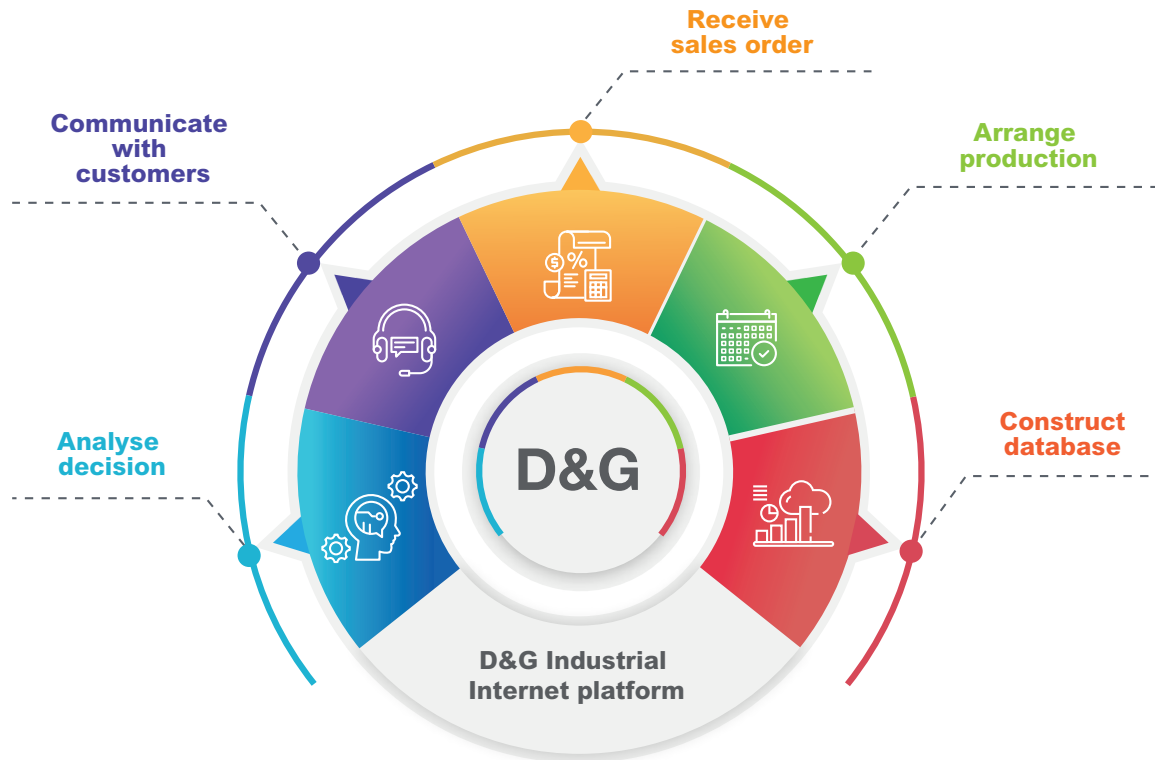 Receive
sales order
Communicate
with
customers
Arrange
production
Analyse
decision
Construct
database
$ %
D&G
D&G Industrial
Internet platform